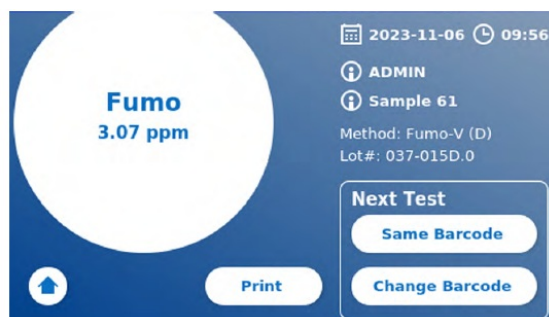 Fumo
3.07 ppm
2023-11-06 09:56
ADMIN
Sample 61
Method: Fumo-V (D)
Lot#: 037-015D.0
Next Test
Same Barcode
Print
Change Barcode